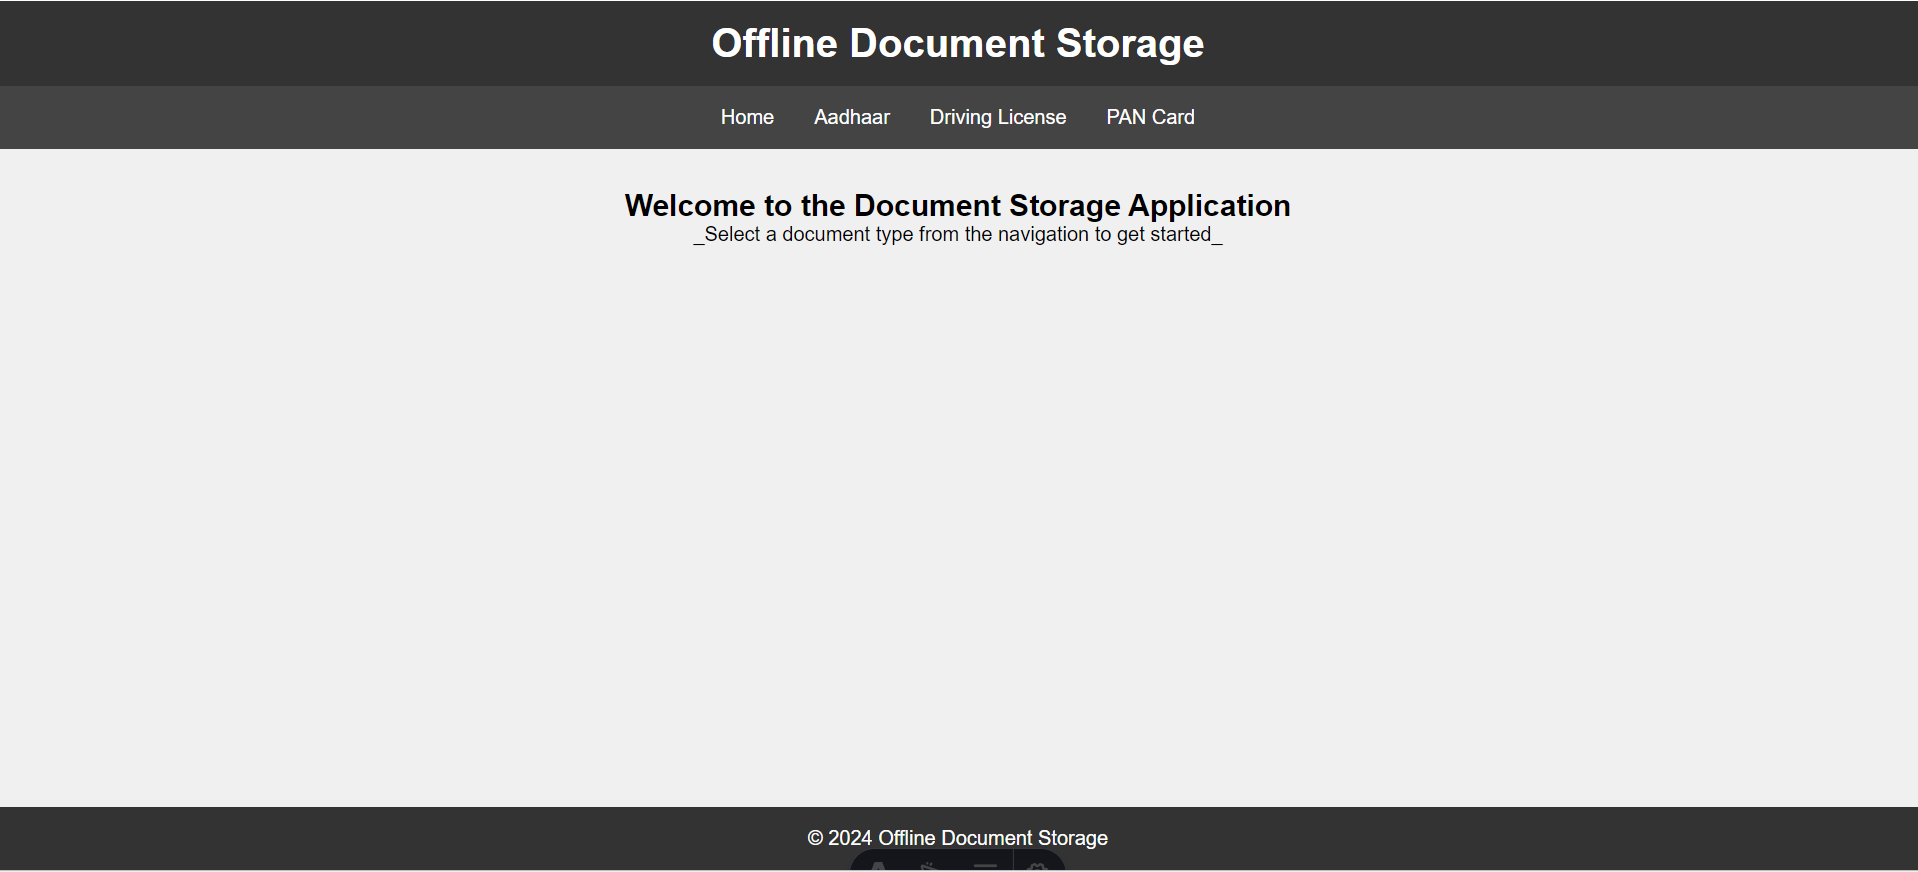 Offline Document Storage
Home Aadhaar Driving License PAN Card
Welcome to the Document Storage Application
_Select a document type from the navigation to get started_
© 2024 Offline Document Storage